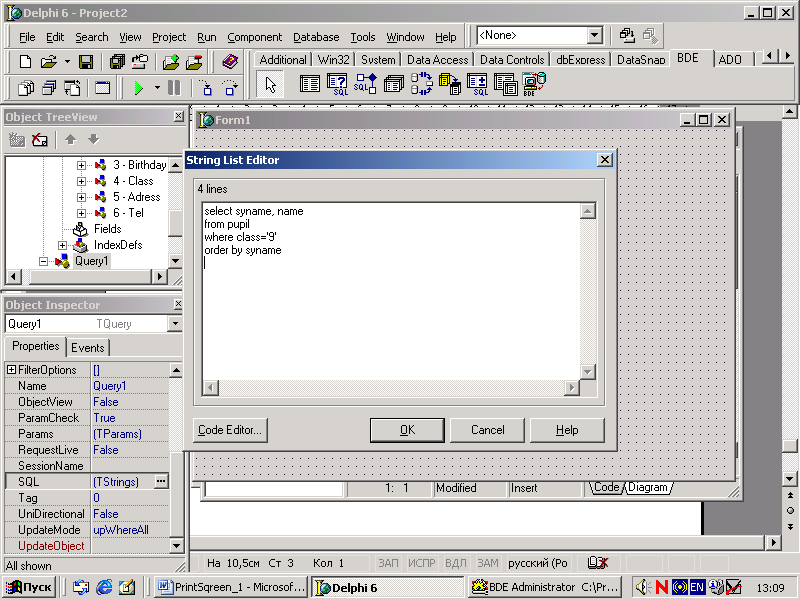 Delphi 6 - Project2
File Edit Search View Project Run Component Database Tools Window Help <None>
Additional Win32 System Data Access Data Controls dbExpress DataSnap BDE ADO
SQL SQL SQL BDE
Object TreeView
3 - Birthday
4 - Class
5 - Adress
6 - Tel
Fields
IndexDefs
Query1
Form1
String List Editor
4 lines
select syname, name
from pupil
where class='9'
order by syname
Code Editor... OK Cancel Help
Object Inspector
Query1 TQuery
Properties Events
FilterOptions []
Name Query1
ObjectView False
ParamCheck True
Params (TParams)
RequestLive False
SessionName
SQL (TStrings) ...
Tag 0
UniDirectional False
UpdateMode upWhereAll
UpdateObject
All shown
1: 1 Modified Insert Code Diagram
На 10,5см Ст 3 Кол 1 ЗАП ИСПР ВДЛ ЗАМ русский (Ро
Пуск PrintSqreen_1 - Microsof... Delphi 6 BDE Administrator C:\Pr... N EN 13:09